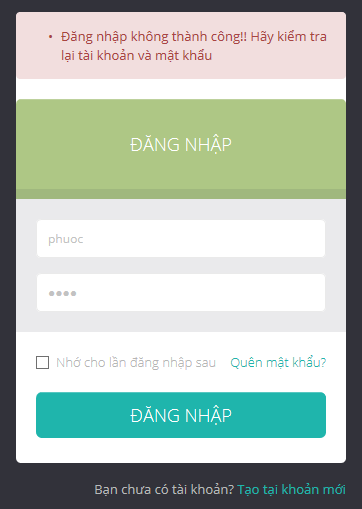 • Đăng nhập không thành công!! Hãy kiểm tra
lại tài khoản và mật khẩu
ĐĂNG NHẬP
phuoc
••••
Nhớ cho lần đăng nhập sau Quên mật khẩu?
ĐĂNG NHẬP
Bạn chưa có tài khoản? Tạo tại khoản mới